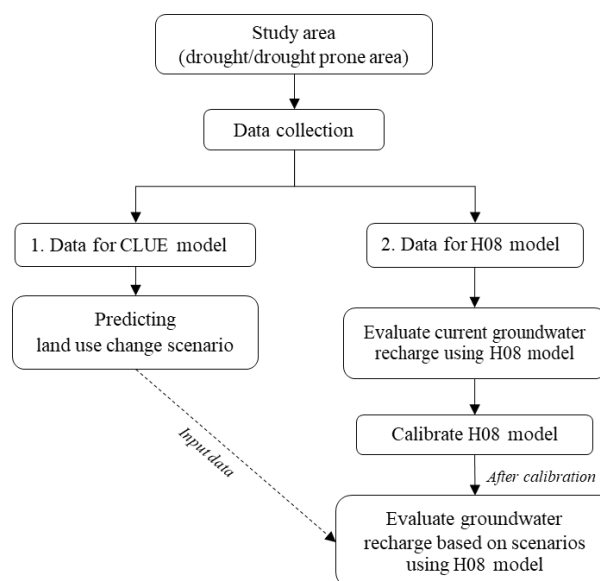 Study area
(drought/drought prone area)
Data collection
1. Data for CLUE model
2. Data for H08 model
Predicting
land use change scenario
Evaluate current groundwater
recharge using H08 model
Calibrate H08 model
Input data
After calibration
Evaluate groundwater
recharge based on scenarios
using H08 model